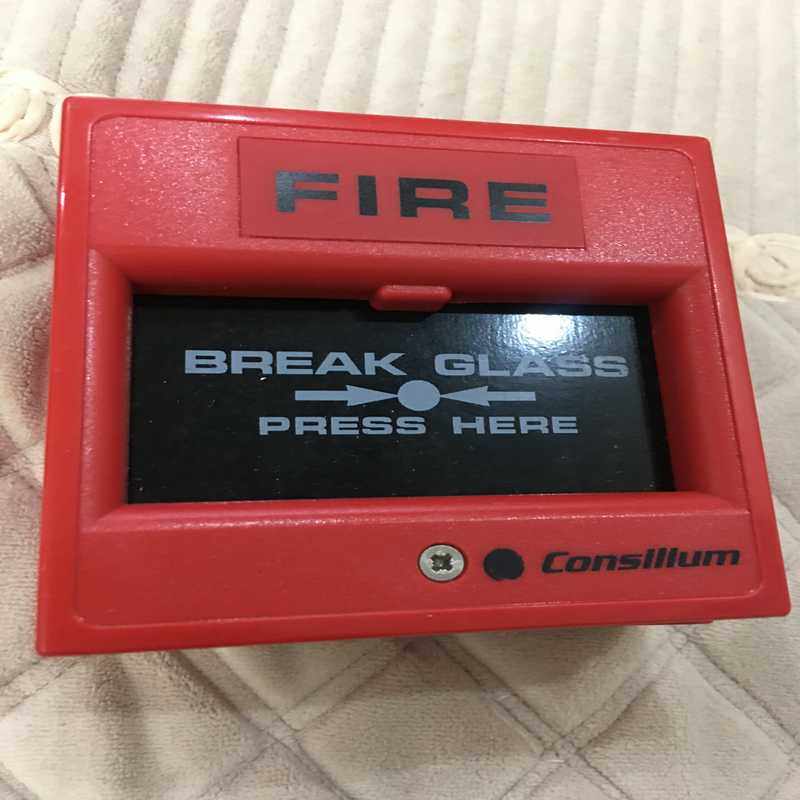 FIRE
BREAK GLASS
PRESS HERE
Consilium